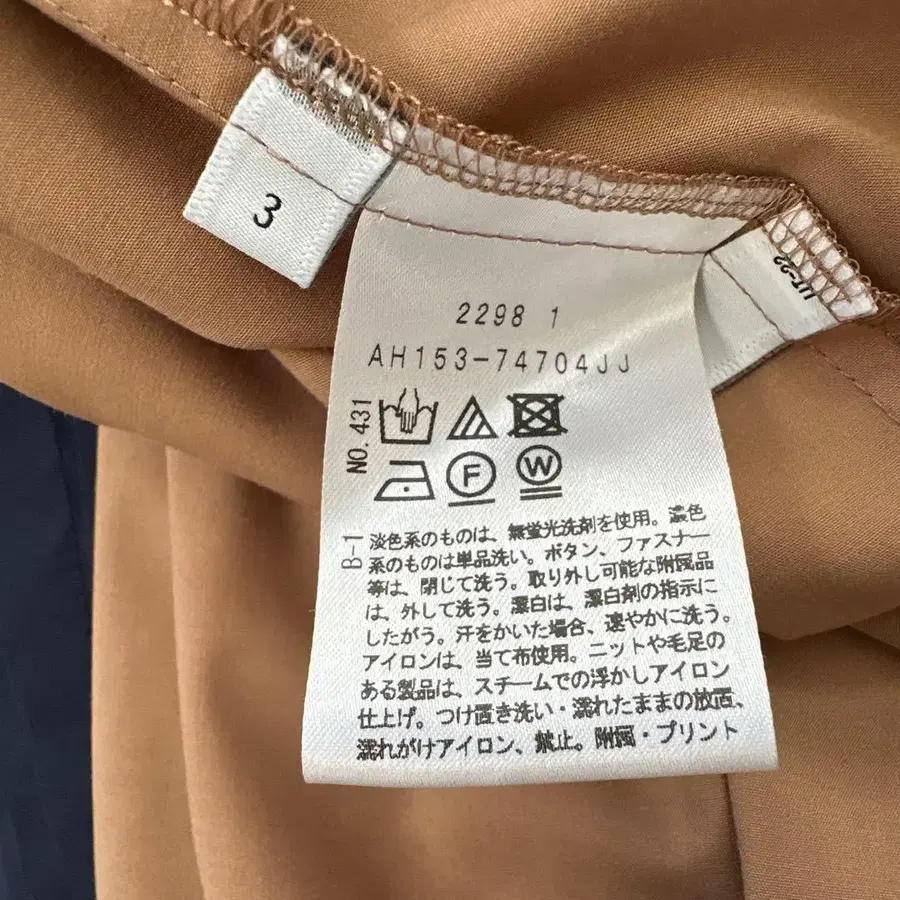 3
2298 1
AH153-74704JJ
NO.431
F
W
B-1
淡色系のものは、無蛍光洗剤を使用。濃色
系のものは単品洗い。ボタン、ファスナー
等は、閉じて洗う。取り外し可能な附属品
は、外して洗う。漂白は、漂白剤の指示に
したがう。汗をかいた場合、速やかに洗う。
アイロンは、当て布使用。ニットや毛足の
ある製品は、スチームでの浮かしアイロン
仕上げ。つけ置き洗い・濡れたままの放置、
濡れがけアイロン、禁止。附属・プリント